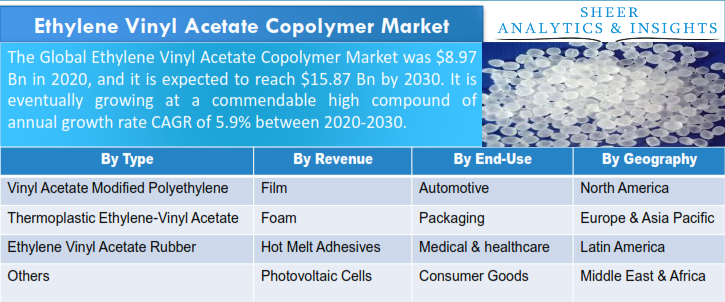 Ethylene Vinyl Acetate Copolymer Market
SHEER
ANALYTICS & INSIGHTS
The Global Ethylene Vinyl Acetate Copolymer Market was $8.97
Bn in 2020, and it is expected to reach $15.87 Bn by 2030. It is
eventually growing at a commendable high compound of
annual growth rate CAGR of 5.9% between 2020-2030.
By Type By Revenue By End-Use By Geography
Vinyl Acetate Modified Polyethylene Film Automotive North America
Thermoplastic Ethylene-Vinyl Acetate Foam Packaging Europe & Asia Pacific
Ethylene Vinyl Acetate Rubber Hot Melt Adhesives Medical & healthcare Latin America
Others Photovoltaic Cells Consumer Goods Middle East & Africa